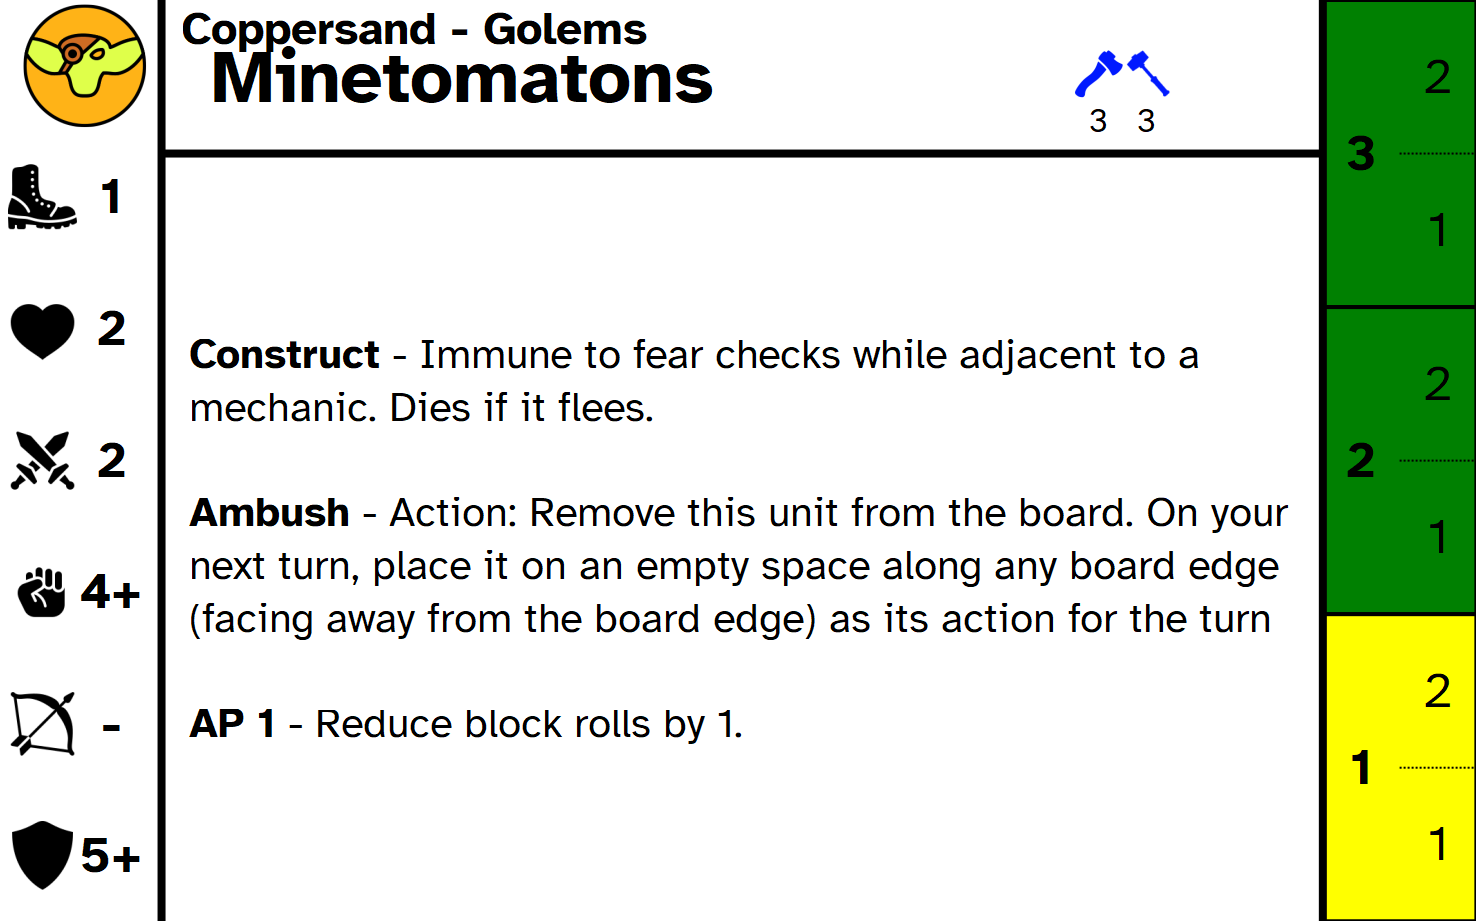 Coppersand - Golems
Minetomatons
3 3
1
2
2
4+
-
5+
Construct - Immune to fear checks while adjacent to a
mechanic. Dies if it flees.
Ambush - Action: Remove this unit from the board. On your
next turn, place it on an empty space along any board edge
(facing away from the board edge) as its action for the turn
AP 1 - Reduce block rolls by 1.
2
3
1
2
2
1
2
1
1